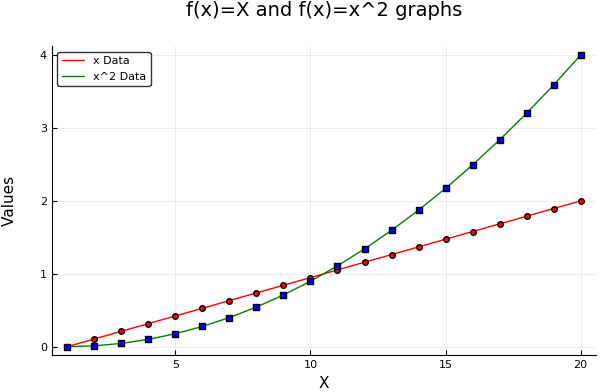 f(x)=X and f(x)=x^2 graphs
x Data
x^2 Data
Values
4
3
2
1
0
5
10
15
20
X